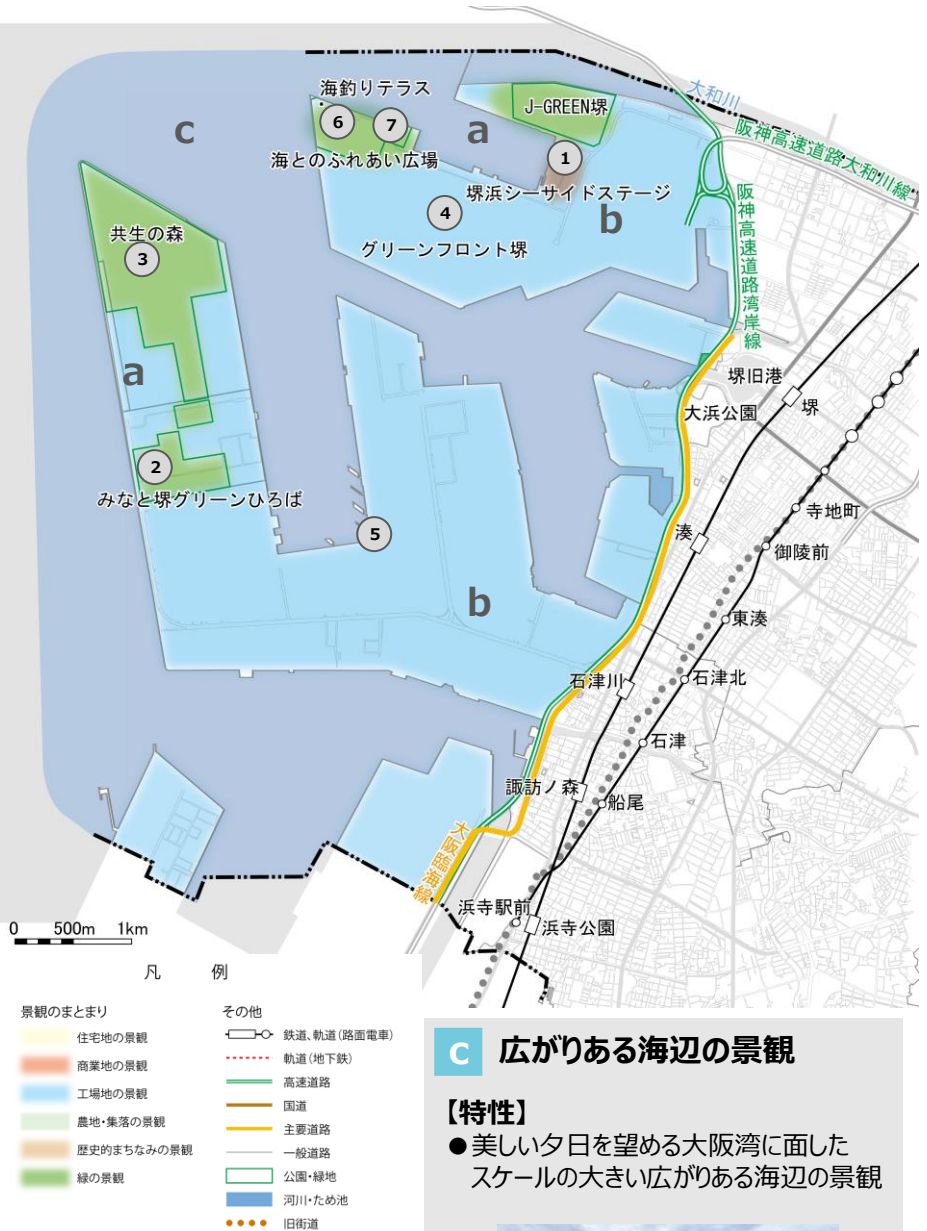 大和川
阪神高速道路大和川線
阪神高速道路湾岸線
海釣りテラス
6
7
海とのふれあい広場
J-GREEN堺
c
a
1
堺浜シーサイドステージ
b
4
グリーンフロント堺
共生の森
3
a
2
みなと堺グリーンひろば
5
b
堺旧港
堺
大浜公園
湊
寺地町
御陵前
東湊
石津川
石津北
石津
諏訪ノ森
船尾
大阪臨海線
浜寺駅前
浜寺公園
0 500m 1km
凡 例
景観のまとまり
住宅地の景観
商業地の景観
工場地の景観
農地・集落の景観
歴史的まちなみの景観
緑の景観
その他
鉄道、軌道(路面電車)
軌道(地下鉄)
高速道路
国道
主要道路
一般道路
公園・緑地
河川・ため池
旧街道
c 広がりある海辺の景観
【特性】
●美しい夕日を望める大阪湾に面した
スケールの大きい広がりある海辺の景観